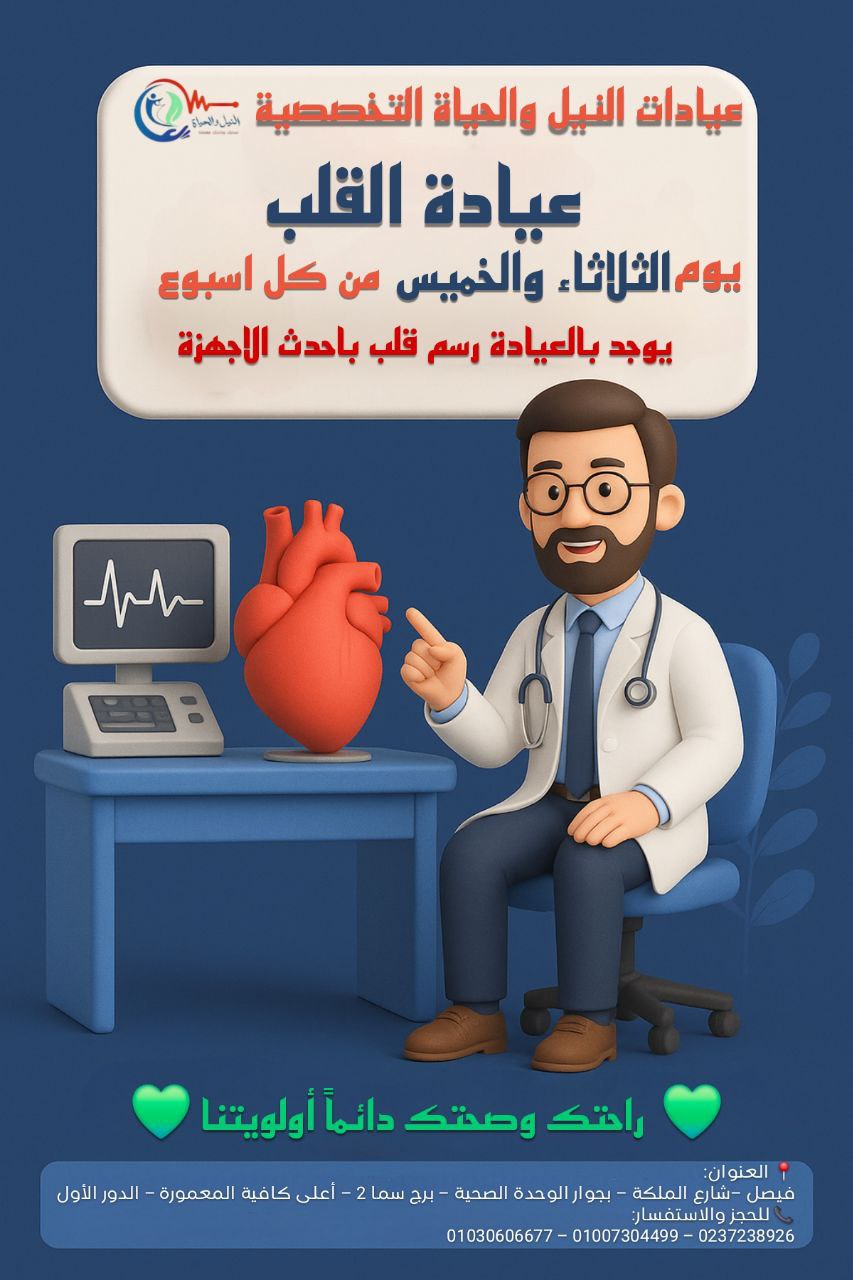 عيادات النيل والحياة التخصصية
النيل والحياة
عيادة القلب
يوم الثلاثاء والخميس من كل اسبوع
يوجد بالعيادة رسم قلب باحدث الاجهزة
راحتك وصحتك دائماً أولويتنا
📍 العنوان:
فيصل –شارع الملكة – بجوار الوحدة الصحية – برج سما 2 – أعلى كافية المعمورة – الدور الأول
📞 للحجز والاستفسار:
01030606677 – 01007304499 – 0237238926